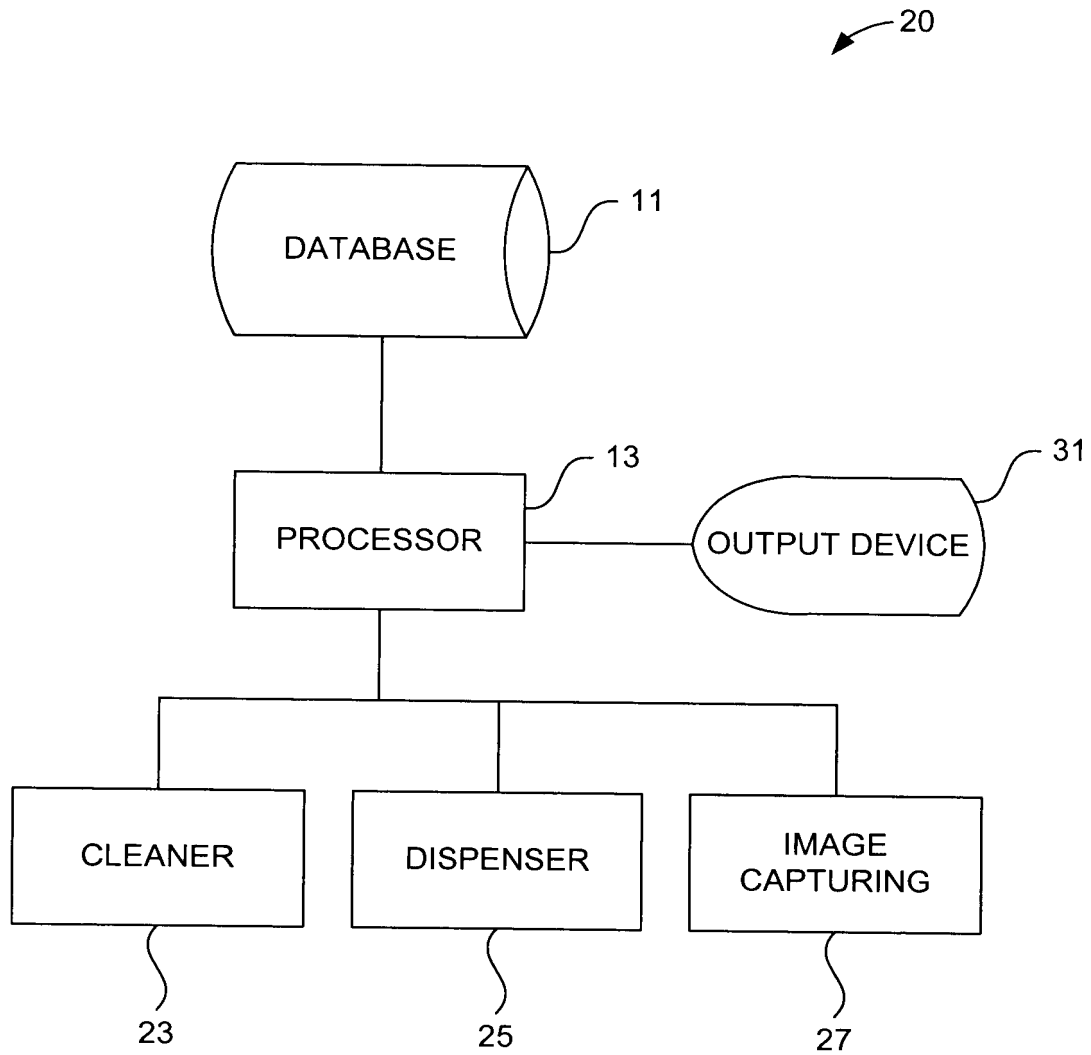 20
11
DATABASE
13
31
PROCESSOR
OUTPUT DEVICE
CLEANER
DISPENSER
IMAGE
CAPTURING
23
25
27